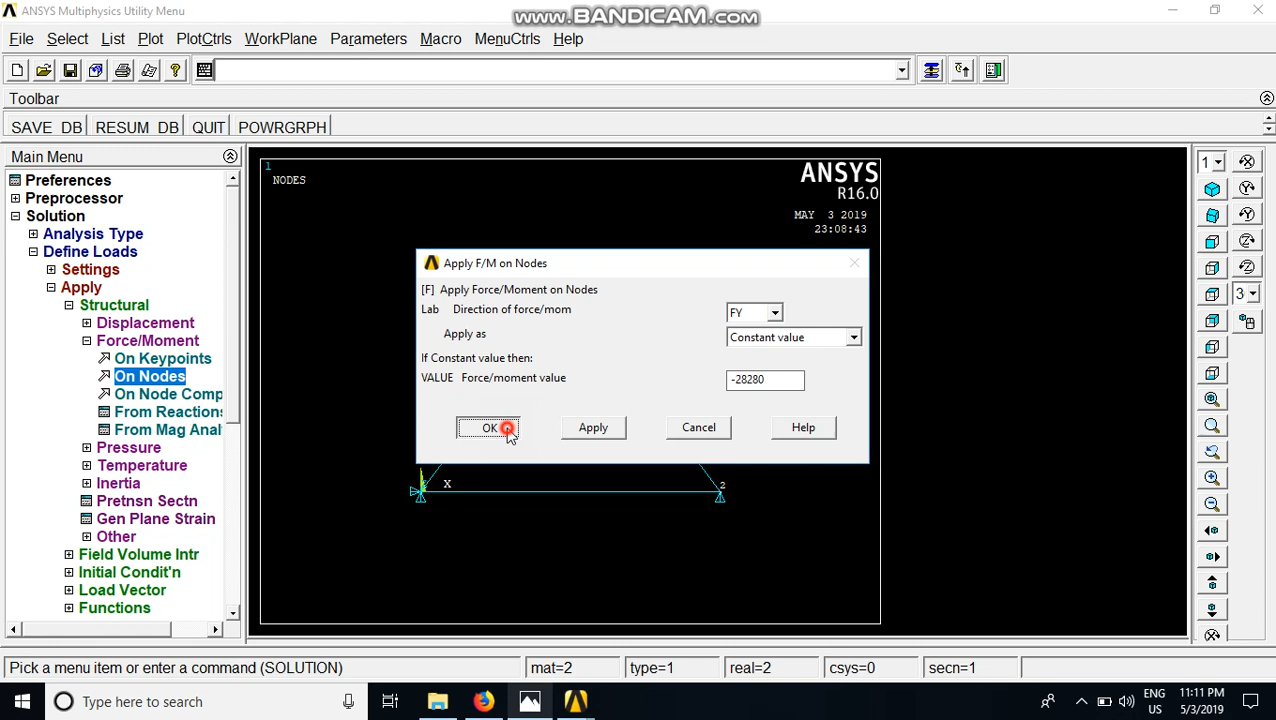 ANSYS Multiphysics Utility Menu
www.BANDICAM.com
File Select List Plot PlotCtrls WorkPlane Parameters Macro MenuCtrls Help
Toolbar
SAVE_DB RESUM_DB QUIT POWRGRPH
Main Menu
Preferences
Preprocessor
Solution
Analysis Type
Define Loads
Settings
Apply
Structural
Displacement
Force/Moment
On Keypoints
On Nodes
On Node Comp
From Reactions
From Mag Anal
Pressure
Temperature
Inertia
Pretnsn Sectn
Gen Plane Strain
Other
Field Volume Intr
Initial Condit'n
Load Vector
Functions
1
NODES
ANSYS
R16.0
MAY 3 2019
23:08:43
Apply F/M on Nodes
[F] Apply Force/Moment on Nodes
Lab Direction of force/mom FY
Apply as Constant value
If Constant value then:
VALUE Force/moment value -28280
OK Apply Cancel Help
X 2
1
3
Pick a menu item or enter a command (SOLUTION) mat=2 type=1 real=2 csys=0 secn=1
Type here to search
ENG 11:11 PM
US 5/3/2019